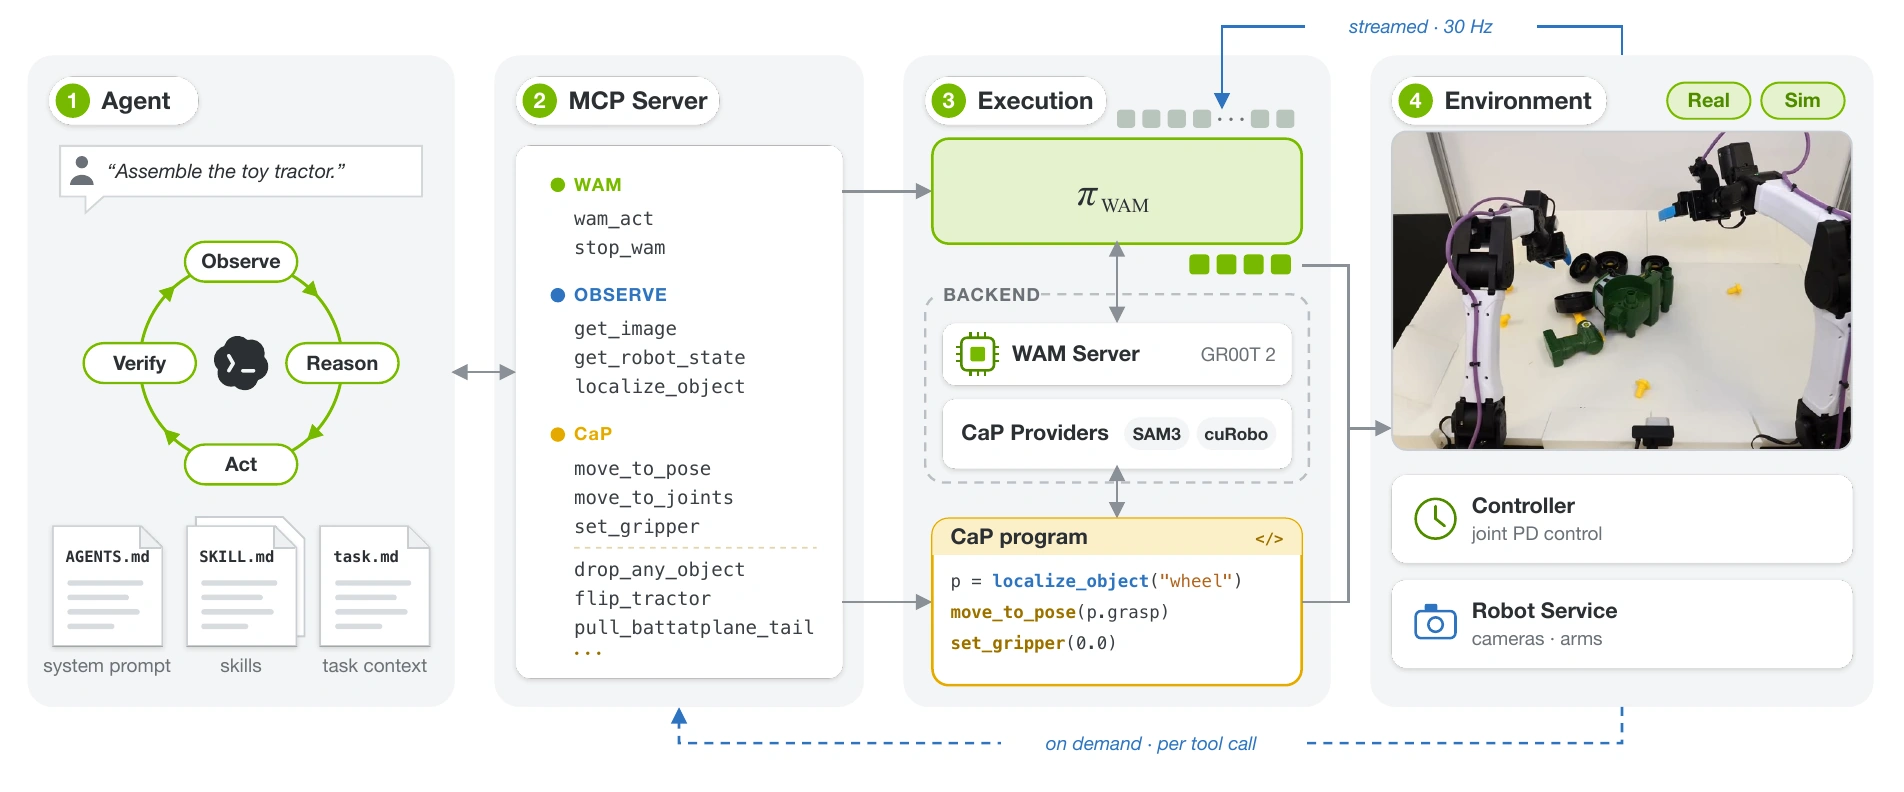 streamed · 30 Hz
1 Agent
“Assemble the toy tractor.”
Observe
Verify
Reason
Act
AGENTS.md
SKILL.md
task.md
system prompt
skills
task context
2 MCP Server
WAM
wam_act
stop_wam
OBSERVE
get_image
get_robot_state
localize_object
CaP
move_to_pose
move_to_joints
set_gripper
drop_any_object
flip_tractor
pull_battatplane_tail
...
3 Execution
...
π WAM
BACKEND
WAM Server GR00T 2
CaP Providers SAM3 cuRobo
CaP program </>
p = localize_object("wheel")
move_to_pose(p.grasp)
set_gripper(0.0)
4 Environment
Real
Sim
Controller
joint PD control
Robot Service
cameras · arms
on demand · per tool call